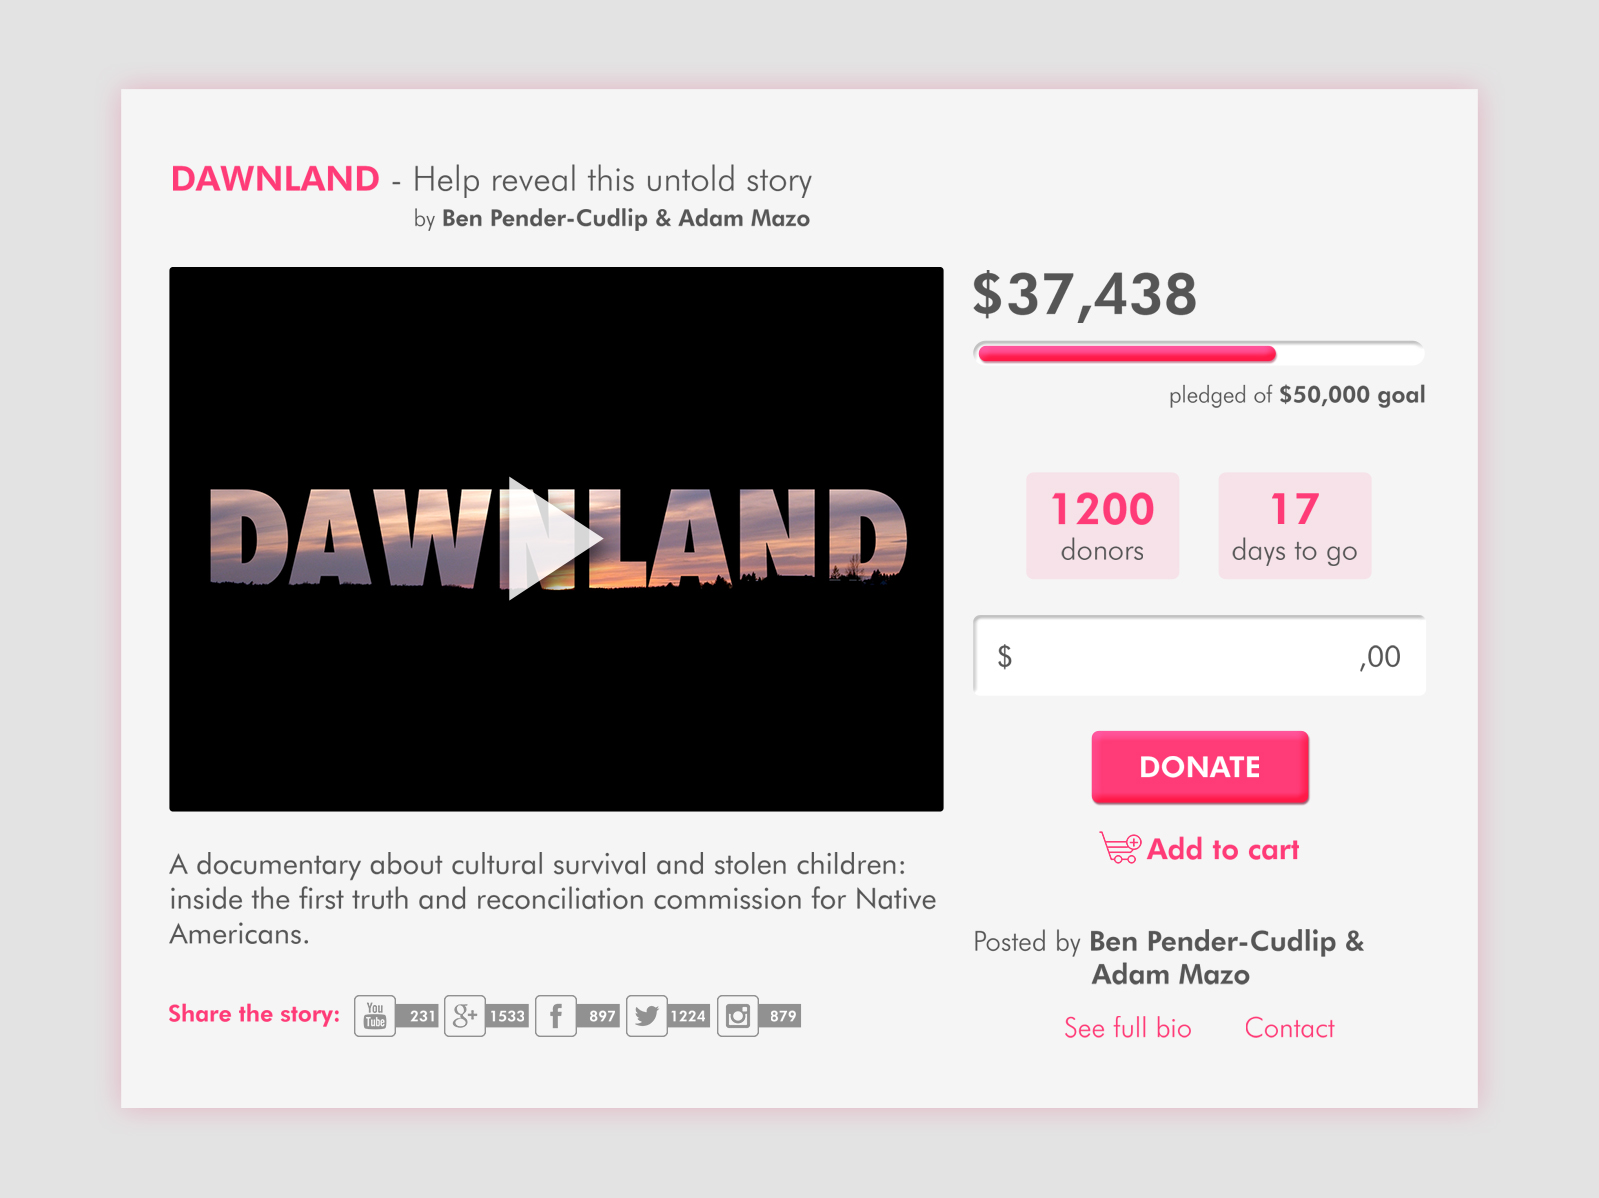 DAWNLAND - Help reveal this untold story
by Ben Pender-Cudlip & Adam Mazo
DAWNLAND
$37,438
pledged of $50,000 goal
1200
donors
17
days to go
$ ,00
DONATE
Add to cart
A documentary about cultural survival and stolen children:
inside the first truth and reconciliation commission for Native
Americans.
Share the story:
You
Tube
231
g+
1533
f
897
1224
879
Posted by Ben Pender-Cudlip &
Adam Mazo
See full bio Contact